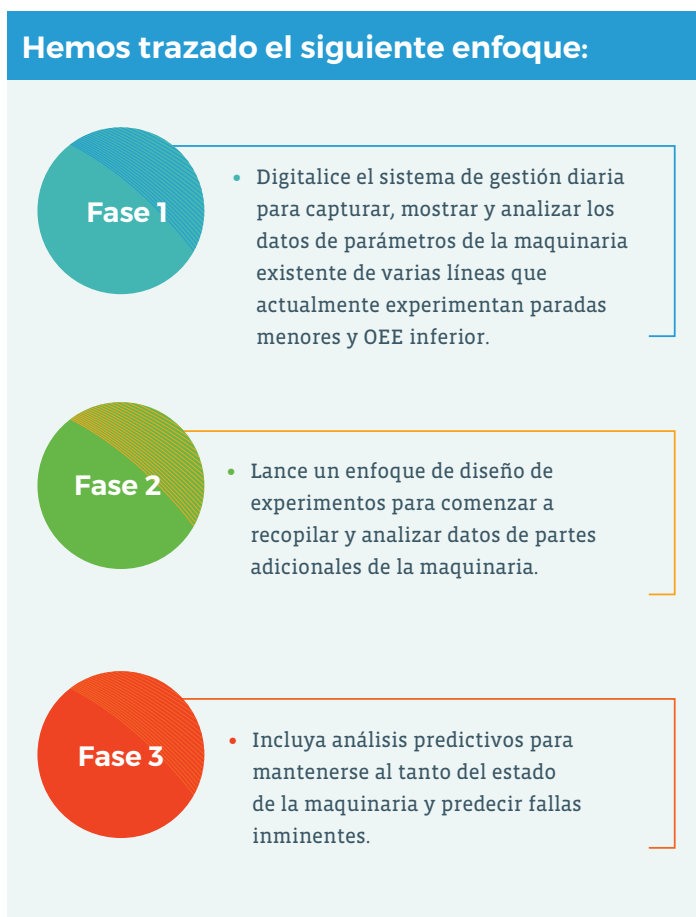 Hemos trazado el siguiente enfoque:
Fase 1
• Digitalice el sistema de gestión diaria
para capturar, mostrar y analizar los
datos de parámetros de la maquinaria
existente de varias líneas que
actualmente experimentan paradas
menores y OEE inferior.
Fase 2
• Lance un enfoque de diseño de
experimentos para comenzar a
recopilar y analizar datos de partes
adicionales de la maquinaria.
Fase 3
• Incluya análisis predictivos para
mantenerse al tanto del estado
de la maquinaria y predecir fallas
inminentes.